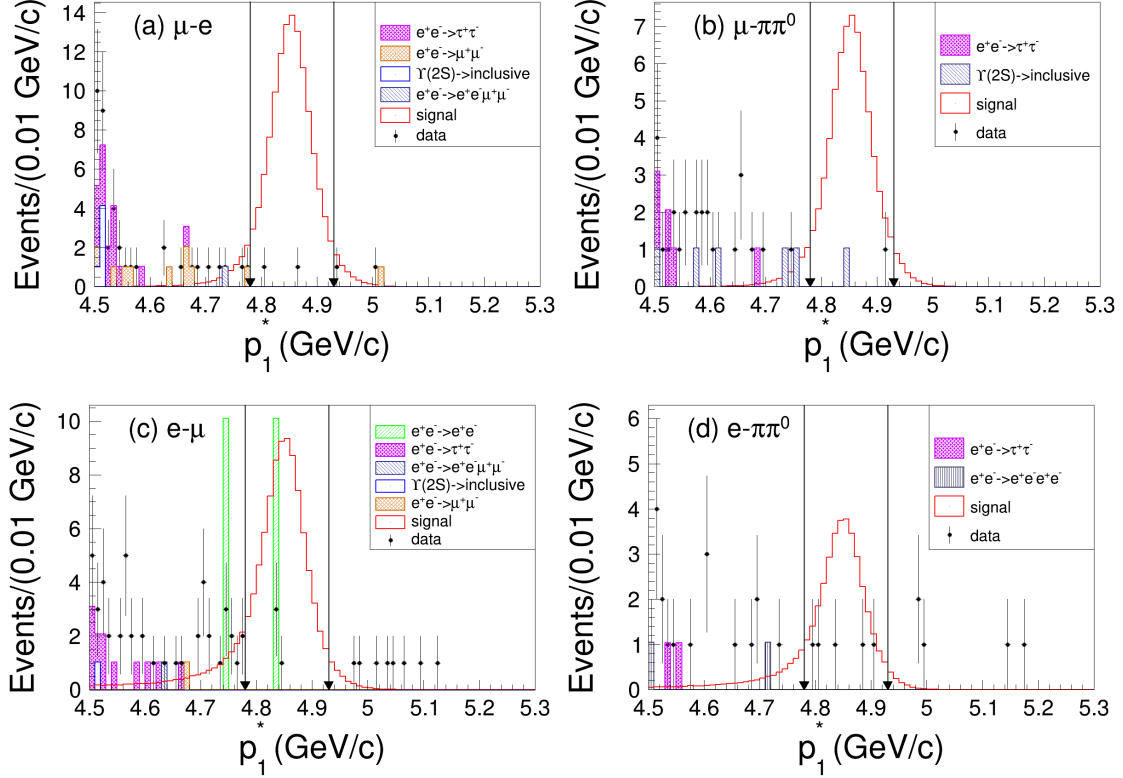 (a) μ-e
Events/(0.01 GeV/c)
14
12
10
8
6
4
2
0
e⁺e⁻->τ⁺τ⁻
e⁺e⁻->μ⁺μ⁻
ϒ(2S)->inclusive
e⁺e⁻->e⁺e⁻μ⁺μ⁻
signal
data
4.5 4.6 4.7 4.8 4.9 5 5.1 5.2 5.3
p₁* (GeV/c)
(b) μ-ππ⁰
Events/(0.01 GeV/c)
7
6
5
4
3
2
1
0
e⁺e⁻->τ⁺τ⁻
ϒ(2S)->inclusive
signal
data
4.5 4.6 4.7 4.8 4.9 5 5.1 5.2 5.3
p₁* (GeV/c)
(c) e-μ
Events/(0.01 GeV/c)
10
8
6
4
2
0
e⁺e⁻->e⁺e⁻
e⁺e⁻->τ⁺τ⁻
e⁺e⁻->e⁺e⁻μ⁺μ⁻
ϒ(2S)->inclusive
e⁺e⁻->μ⁺μ⁻
signal
data
4.5 4.6 4.7 4.8 4.9 5 5.1 5.2 5.3
p₁* (GeV/c)
(d) e-ππ⁰
Events/(0.01 GeV/c)
6
5
4
3
2
1
0
e⁺e⁻->τ⁺τ⁻
e⁺e⁻->e⁺e⁻e⁺e⁻
signal
data
4.5 4.6 4.7 4.8 4.9 5 5.1 5.2 5.3
p₁* (GeV/c)